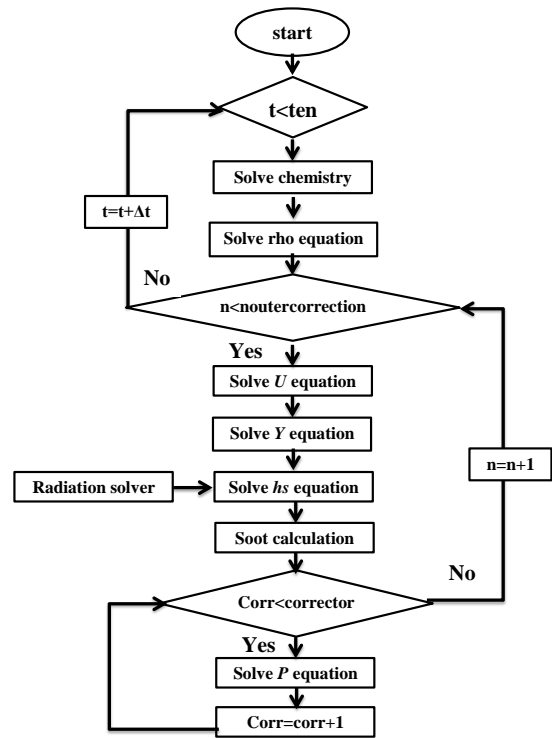 start
t<ten
Solve chemistry
t=t+Δt
Solve rho equation
No
n<noutercorrection
Yes
Solve U equation
Solve Y equation
n=n+1
Radiation solver
Solve hs equation
Soot calculation
No
Corr<corrector
Yes
Solve P equation
Corr=corr+1